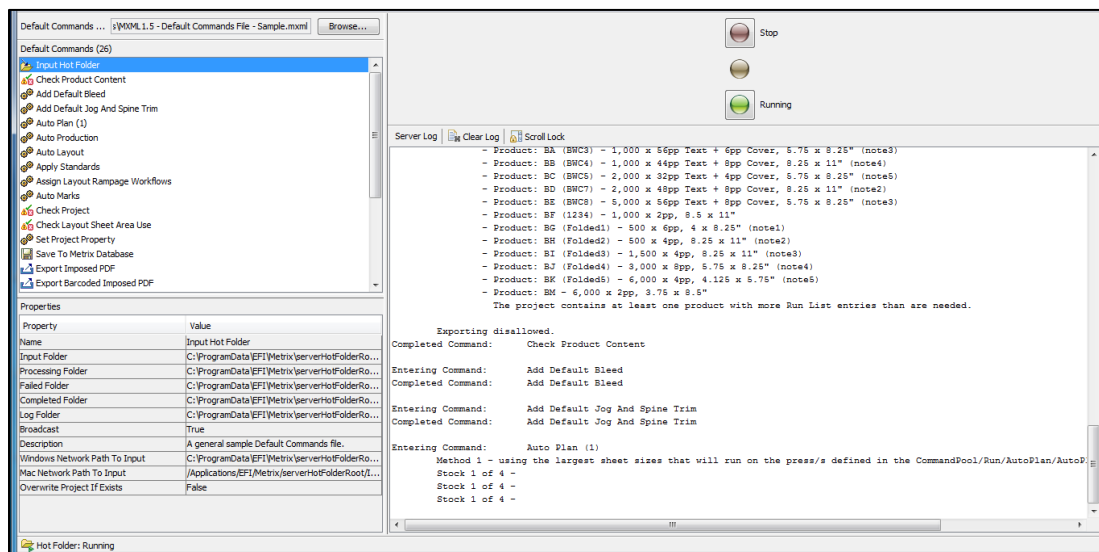 Default Commands ... s\MXML1.5 - Default Commands File - Sample.mxml Browse...
Default Commands (26)
Input Hot Folder
Check Product Content
Add Default Bleed
Add Default Jog And Spine Trim
Auto Plan (1)
Auto Production
Auto Layout
Apply Standards
Assign Layout Rampage Workflows
Auto Marks
Check Project
Check Layout Sheet Area Use
Set Project Property
Save To Metrix Database
Export Imposed PDF
Export Barcoded Imposed PDF
Properties
Property Value
Name Input Hot Folder
Input Folder C:\ProgramData\EFI\Metrix\serverHotFolderRo...
Processing Folder C:\ProgramData\EFI\Metrix\serverHotFolderRo...
Failed Folder C:\ProgramData\EFI\Metrix\serverHotFolderRo...
Completed Folder C:\ProgramData\EFI\Metrix\serverHotFolderRo...
Log Folder C:\ProgramData\EFI\Metrix\serverHotFolderRo...
Broadcast True
Description A general sample Default Commands file.
Windows Network Path To Input C:\ProgramData\EFI\Metrix\serverHotFolderRo...
Mac Network Path To Input /Applications/EFI/Metrix/serverHotFolderRoot/I...
Overwrite Project If Exists False
Hot Folder: Running
Stop
Running
Server Log Clear Log Scroll Lock
- Product: BA (BWC3) - 1,000 x 56pp Text + 6pp Cover, 5.75 x 8.25" (note3)
- Product: BB (BWC4) - 1,000 x 44pp Text + 8pp Cover, 8.25 x 11" (note4)
- Product: BC (BWC5) - 2,000 x 32pp Text + 4pp Cover, 5.75 x 8.25" (note5)
- Product: BD (BWC7) - 2,000 x 48pp Text + 8pp Cover, 8.25 x 11" (note2)
- Product: BE (BWC8) - 5,000 x 56pp Text + 8pp Cover, 5.75 x 8.25" (note3)
- Product: BF (1234) - 1,000 x 2pp, 8.5 x 11"
- Product: BG (Folded1) - 500 x 6pp, 4 x 8.25" (note1)
- Product: BH (Folded2) - 500 x 4pp, 8.25 x 11" (note2)
- Product: BI (Folded3) - 1,500 x 4pp, 8.25 x 11" (note3)
- Product: BJ (Folded4) - 3,000 x 8pp, 5.75 x 8.25" (note4)
- Product: BK (Folded5) - 6,000 x 4pp, 4.125 x 5.75" (note5)
- Product: BM - 6,000 x 2pp, 3.75 x 8.5"
The project contains at least one product with more Run List entries than are needed.
Exporting disallowed.
Completed Command: Check Product Content
Entering Command: Add Default Bleed
Completed Command: Add Default Bleed
Entering Command: Add Default Jog And Spine Trim
Completed Command: Add Default Jog And Spine Trim
Entering Command: Auto Plan (1)
Method 1 - using the largest sheet sizes that will run on the press/s defined in the CommandPool/Run/AutoPlan/AutoP
Stock 1 of 4 -
Stock 1 of 4 -
Stock 1 of 4 -